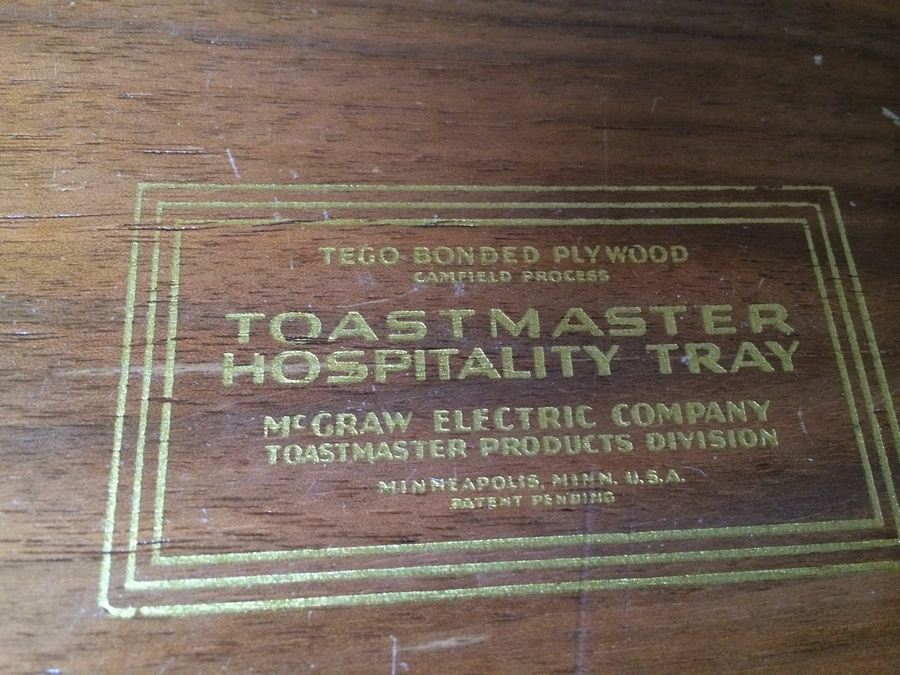 TEGO BONDED PLYWOOD
CAMFIELD PROCESS
TOASTMASTER
HOSPITALITY TRAY
McGRAW ELECTRIC COMPANY
TOASTMASTER PRODUCTS DIVISION
MINNEAPOLIS, MINN. U.S.A.
PATENT PENDING